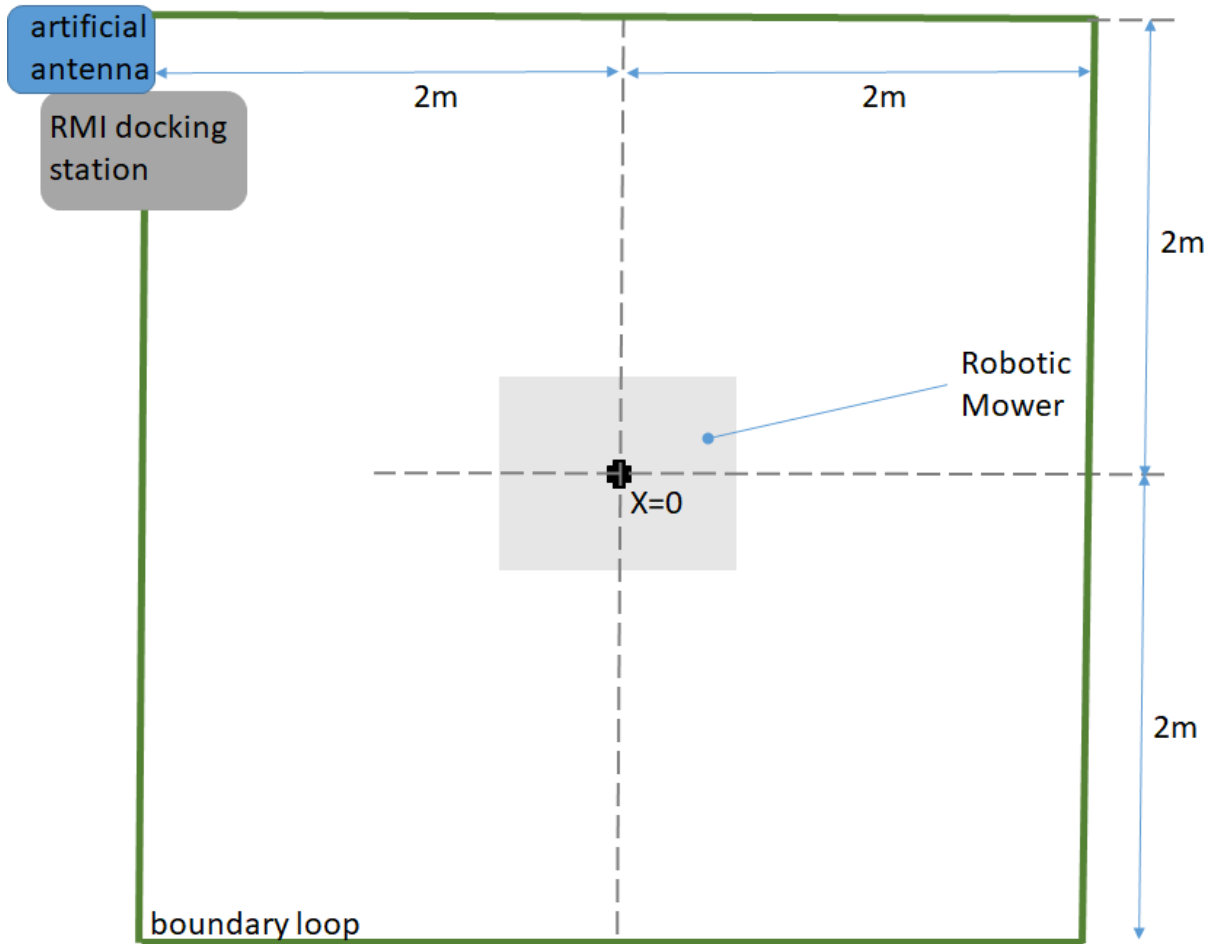 artificial
antenna
2m
2m
RMI docking
station
2m
Robotic
Mower
X=0
2m
boundary loop